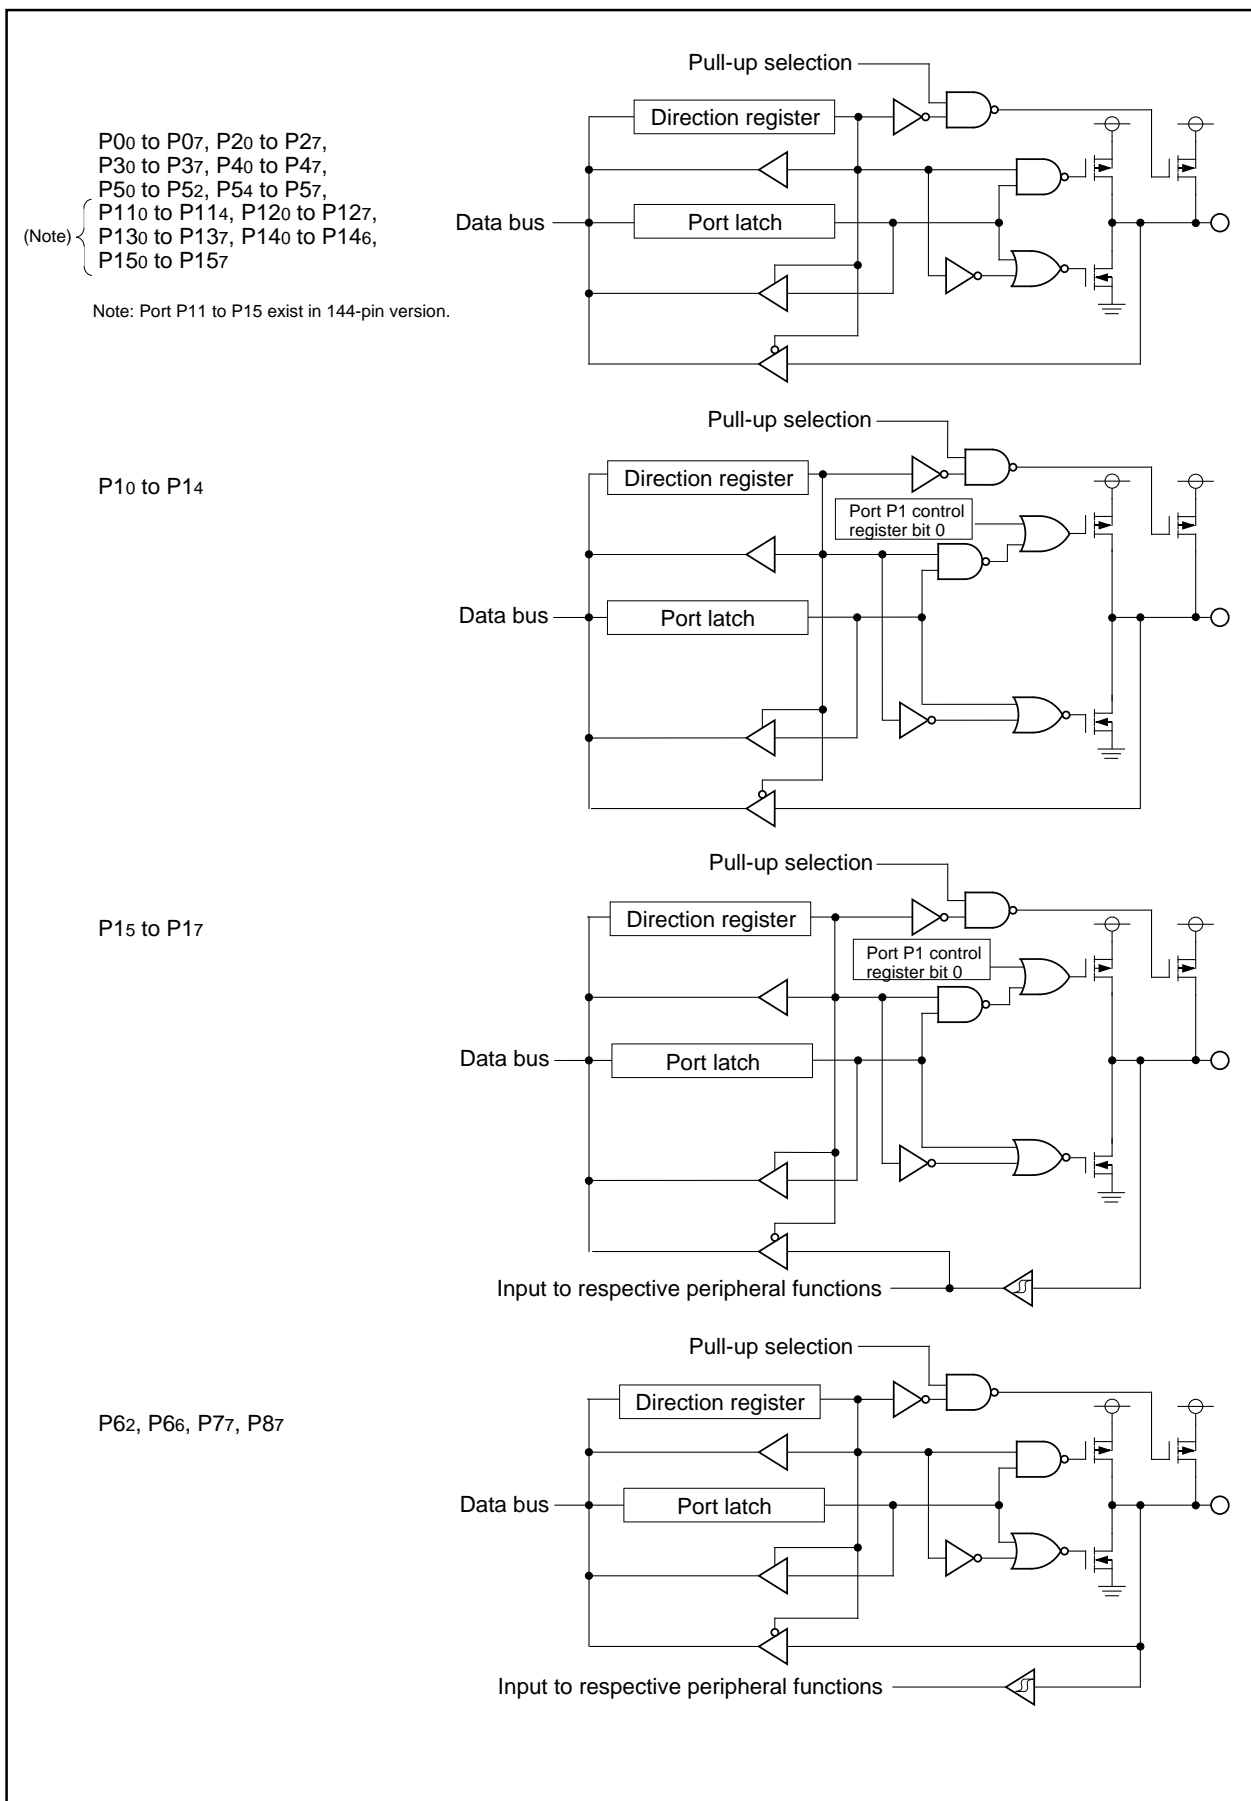 Pull-up selection
Direction register
P00 to P07, P20 to P27,
P30 to P37, P40 to P47,
P50 to P52, P54 to P57,
P110 to P114, P120 to P127,
Data bus
Port latch
(Note)
P130 to P137, P140 to P146,
P150 to P157
Note: Port P11 to P15 exist in 144-pin version.
Pull-up selection
Direction register
P10 to P14
Port P1 control
register bit 0
Data bus
Port latch
Pull-up selection
Direction register
P15 to P17
Port P1 control
register bit 0
Data bus
Port latch
Input to respective peripheral functions
Pull-up selection
Direction register
P62, P66, P77, P87
Data bus
Port latch
Input to respective peripheral functions